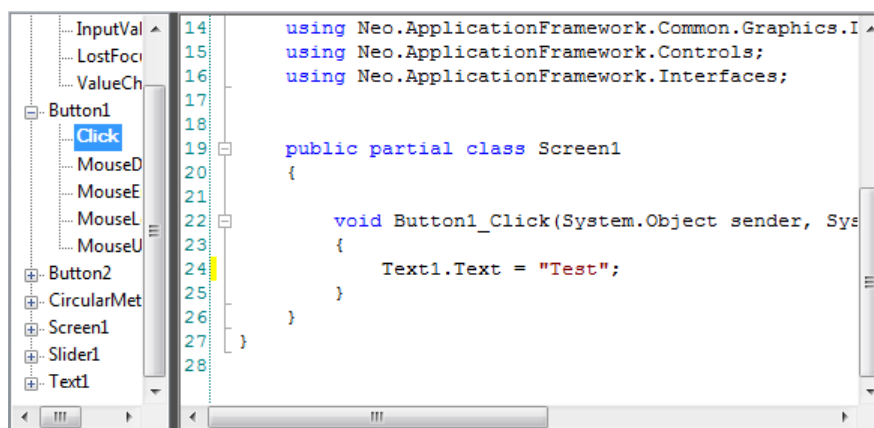 InputVal
LostFoc
ValueCh
Button1
Click
MouseD
MouseE
MouseL
MouseU
Button2
CircularMet
Screen1
Slider1
Text1
14 using Neo.ApplicationFramework.Common.Graphics.I
15 using Neo.ApplicationFramework.Controls;
16 using Neo.ApplicationFramework.Interfaces;
17
18
19 public partial class Screen1
20 {
21
22 void Button1_Click(System.Object sender, Sys
23 {
24 Text1.Text = "Test";
25 }
26 }
27 }
28